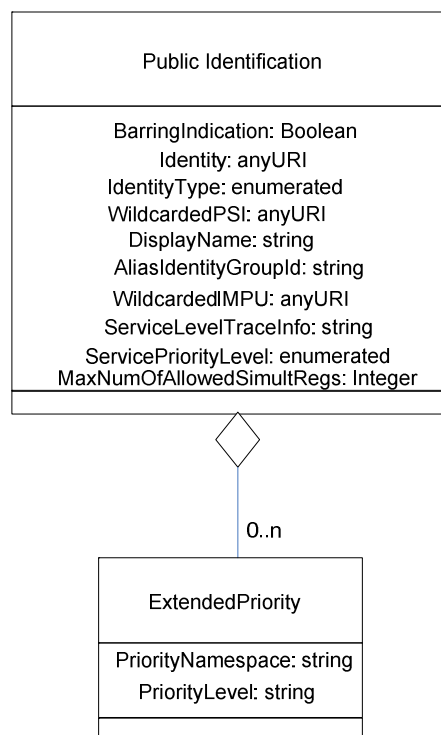 Public Identification
BarringIndication: Boolean
Identity: anyURI
IdentityType: enumerated
WildcardedPSI: anyURI
DisplayName: string
AliasIdentityGroupId: string
WildcardedIMPU: anyURI
ServiceLevelTraceInfo: string
ServicePriorityLevel: enumerated
MaxNumOfAllowedSimultRegs: Integer
0..n
ExtendedPriority
PriorityNamespace: string
PriorityLevel: string